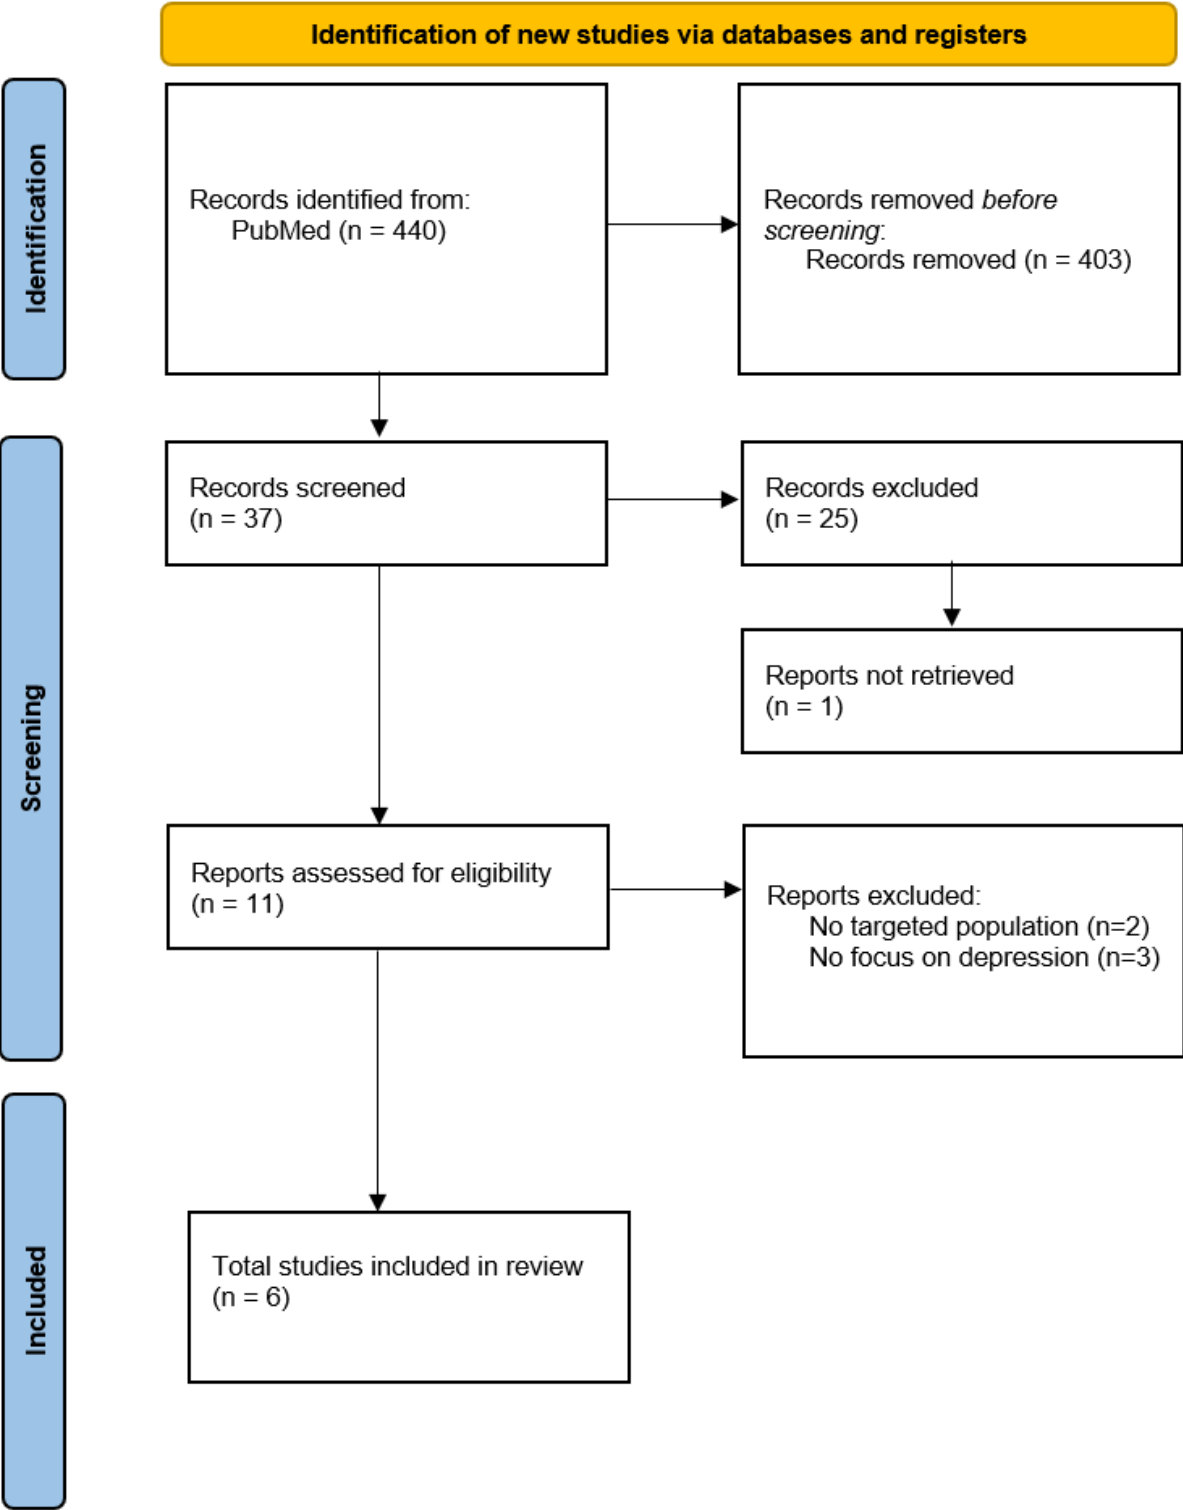 Identification of new studies via databases and registers
Identification
Records identified from:
PubMed (n = 440)
Records removed before
screening:
Records removed (n = 403)
Screening
Records screened
(n = 37)
Records excluded
(n = 25)
Reports not retrieved
(n = 1)
Reports assessed for eligibility
(n = 11)
Reports excluded:
No targeted population (n=2)
No focus on depression (n=3)
Included
Total studies included in review
(n = 6)